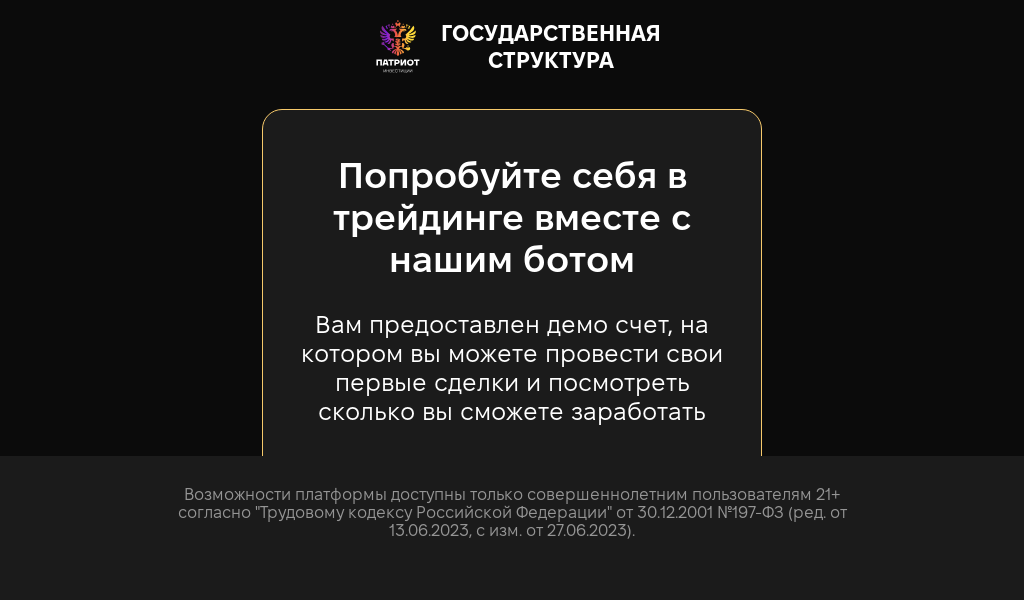 ГОСУДАРСТВЕННАЯ
СТРУКТУРА
ПАТРИОТ
ИНВЕСТИЦИИ
Попробуйте себя в
трейдинге вместе с
нашим ботом
Вам предоставлен демо счет, на
котором вы можете провести свои
первые сделки и посмотреть
сколько вы сможете заработать
Возможности платформы доступны только совершеннолетним пользователям 21+
согласно "Трудовому кодексу Российской Федерации" от 30.12.2001 №197-ФЗ (ред. от
13.06.2023, с изм. от 27.06.2023).